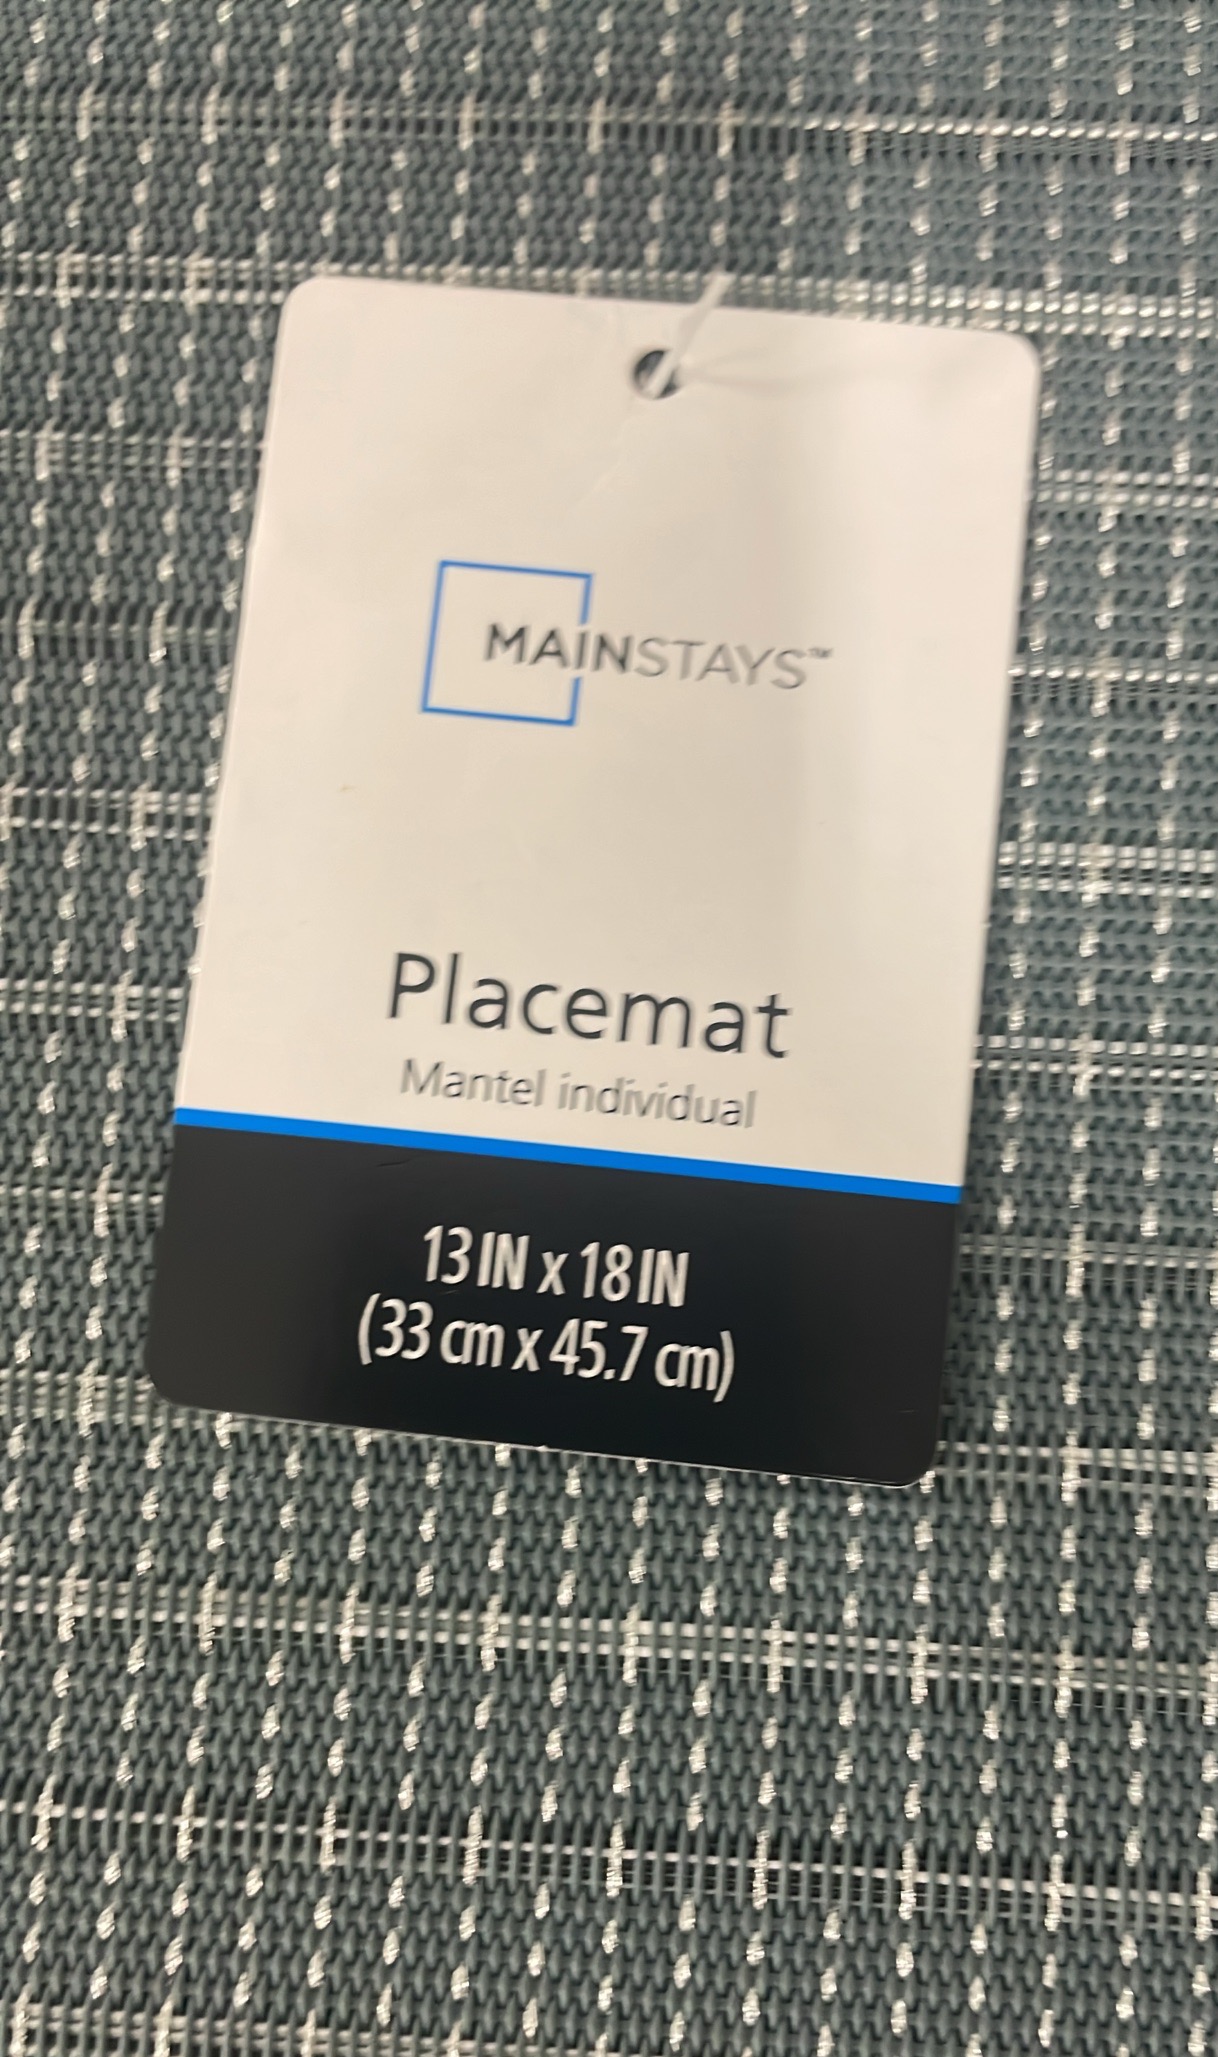 MAINSTAYS™
Placemat
Mantel individual
13 IN x 18 IN
(33 cm x 45.7 cm)